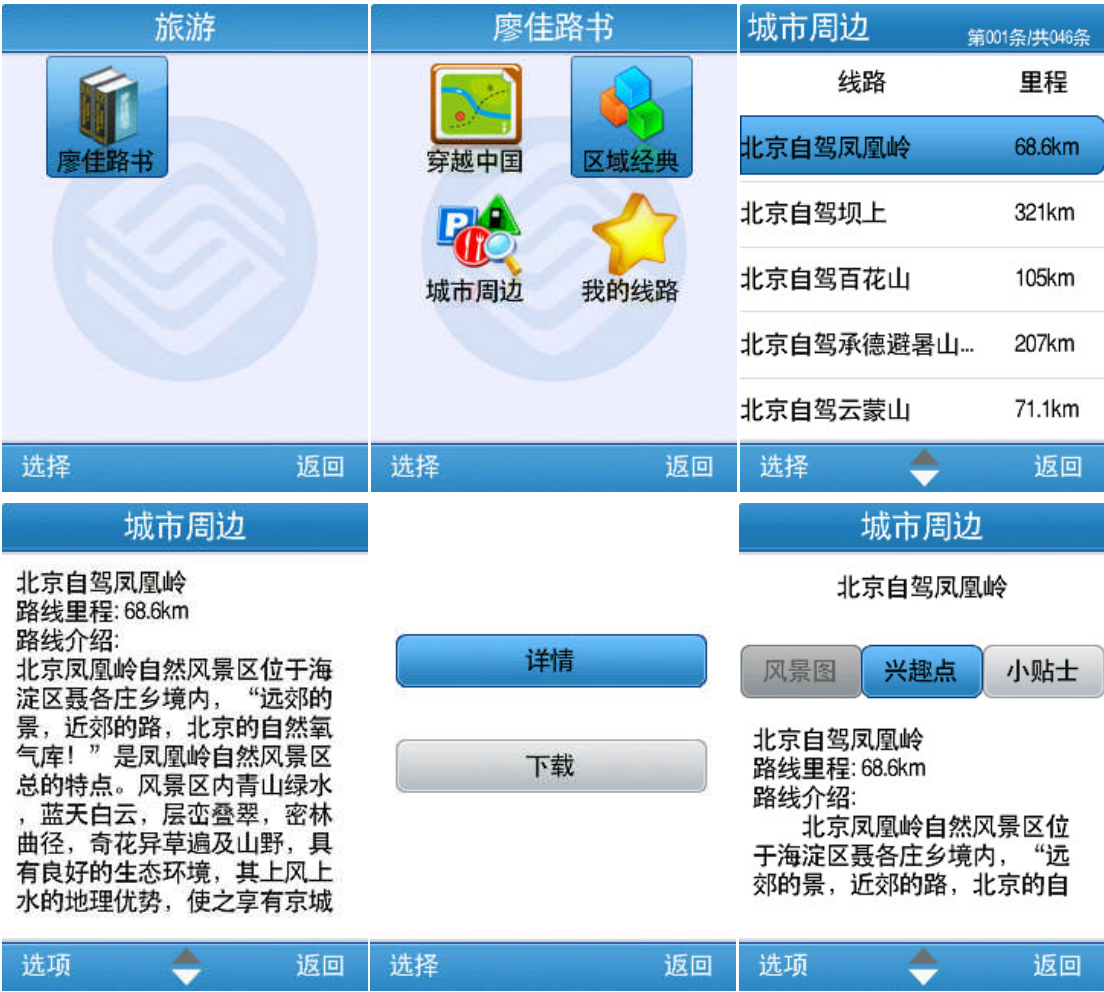 旅游
廖佳路书
选择 返回
廖佳路书
穿越中国 区域经典
城市周边 我的线路
选择 返回
城市周边 第001条/共046条
线路 里程
北京自驾凤凰岭 68.6km
北京自驾坝上 321km
北京自驾百花山 105km
北京自驾承德避暑山... 207km
北京自驾云蒙山 71.1km
选择 返回
城市周边
北京自驾凤凰岭
路线里程: 68.6km
路线介绍:
北京凤凰岭自然风景区位于海
淀区聂各庄乡境内，“远郊的
景，近郊的路，北京的自然氧
气库！”是凤凰岭自然风景区
总的特点。风景区内青山绿水
，蓝天白云，层峦叠翠，密林
曲径，奇花异草遍及山野，具
有良好的生态环境，其上风上
水的地理优势，使之享有京城
选项 返回
详情
下载
选择 返回
城市周边
北京自驾凤凰岭
风景图 兴趣点 小贴士
北京自驾凤凰岭
路线里程: 68.6km
路线介绍:
北京凤凰岭自然风景区位
于海淀区聂各庄乡境内，“远
郊的景，近郊的路，北京的自
选项 返回